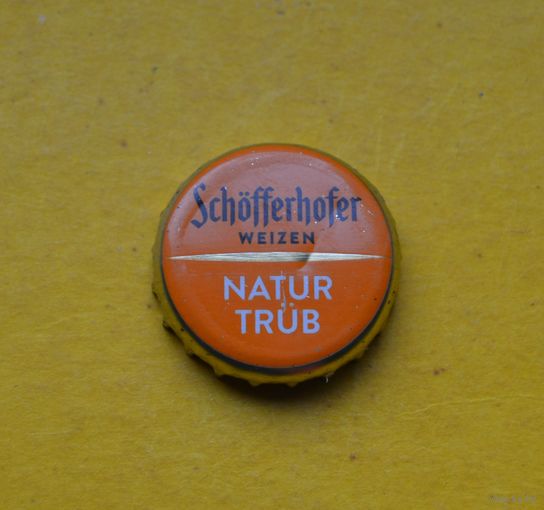 Schöfferhofer
WEIZEN
NATUR
TRÜB